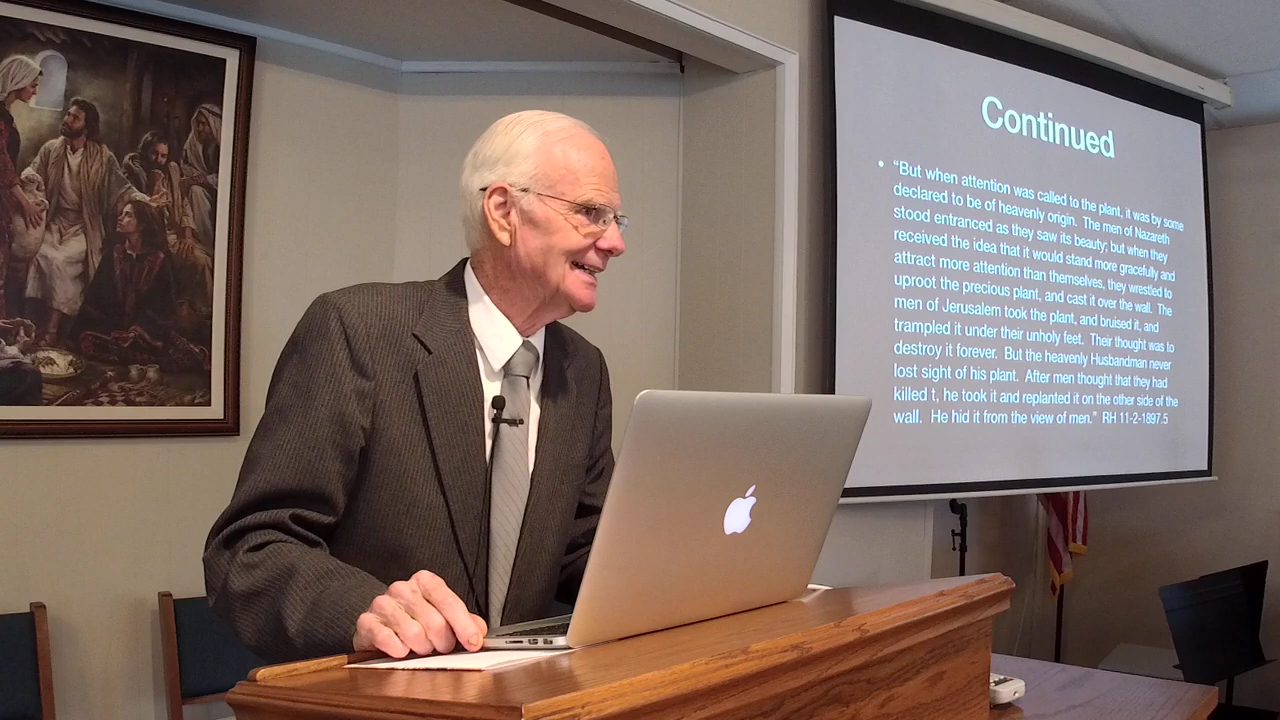 Continued
• “But when attention was called to the plant, it was by some
declared to be of heavenly origin. The men of Nazareth
stood entranced as they saw its beauty; but when they
received the idea that it would stand more gracefully and
attract more attention than themselves, they wrestled to
uproot the precious plant, and cast it over the wall. The
men of Jerusalem took the plant, and bruised it, and
trampled it under their unholy feet. Their thought was to
destroy it forever. But the heavenly Husbandman never
lost sight of his plant. After men thought that they had
killed t, he took it and replanted it on the other side of the
wall. He hid it from the view of men.” RH 11-2-1897.5